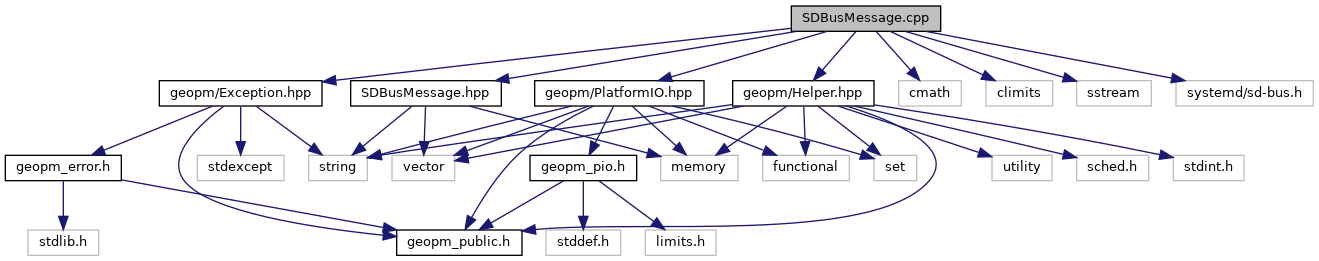 SDBusMessage.cpp
geopm/Exception.hpp
SDBusMessage.hpp
geopm/PlatformIO.hpp
geopm/Helper.hpp
cmath
climits
sstream
systemd/sd-bus.h
geopm_error.h
stdexcept
string
vector
geopm_pio.h
memory
functional
set
utility
sched.h
stdint.h
stdlib.h
geopm_public.h
stddef.h
limits.h